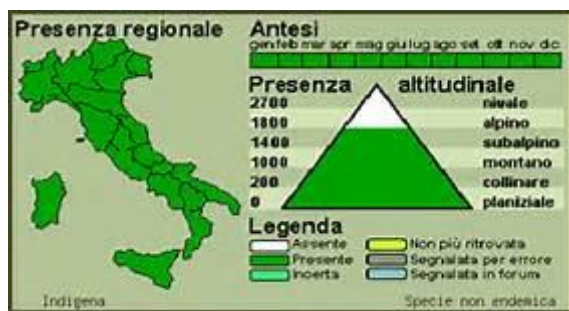 Presenza regionale
Antesi
gen feb mar apr mag giu lug ago set ott nov dic
Presenza altitudinale
2700 nivale
1800 alpino
1400 subalpino
1000 montano
200 collinare
0 planiziale
Legenda
Assente Non più ritrovata
Presente Segnalata per errore
Incerta Segnalata in forum
Indigena Specie non endemica